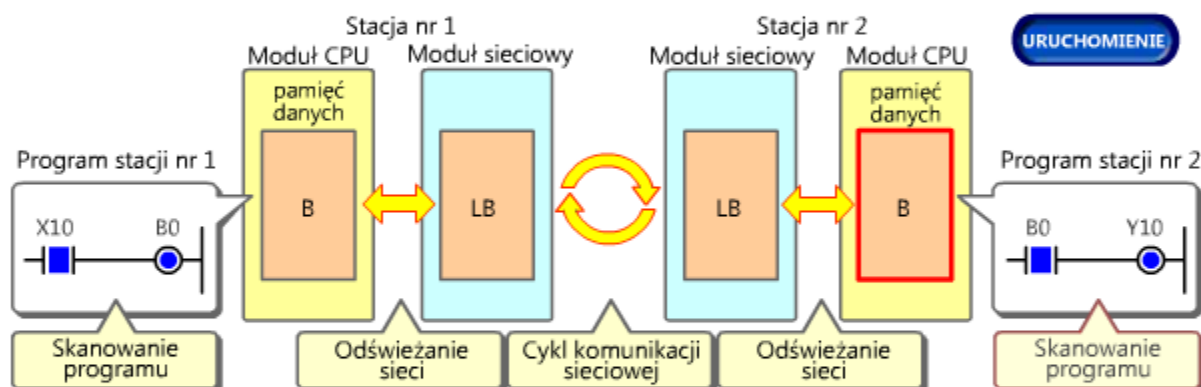 Stacja nr 1
Stacja nr 2
URUCHOMIENIE
Moduł CPU
Moduł sieciowy
Moduł sieciowy
Moduł CPU
pamięć
danych
pamięć
danych
Program stacji nr 1
Program stacji nr 2
X10
B0
B
LB
LB
B
B0
Y10
Skanowanie
programu
Odświeżanie
sieci
Cykl komunikacji
sieciowej
Odświeżanie
sieci
Skanowanie
programu